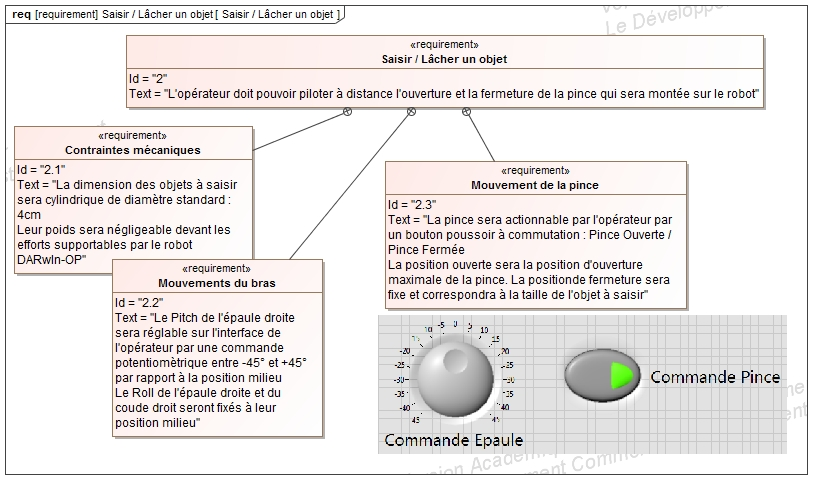 req [requirement] Saisir / Lâcher un objet [ Saisir / Lâcher un objet ]
Le Développe
«requirement»
Saisir / Lâcher un objet
Id = "2"
Text = "L'opérateur doit pouvoir piloter à distance l'ouverture et la fermeture de la pince qui sera montée sur le robot"
«requirement»
Contraintes mécaniques
Id = "2.1"
Text = "La dimension des objets à saisir
sera cylindrique de diamètre standard :
4cm
Leur poids sera négligeable devant les
efforts supportables par le robot
DARwIn-OP"
«requirement»
Mouvements du bras
Id = "2.2"
Text = "Le Pitch de l'épaule droite
sera réglable sur l'interface de
l'opérateur par une commande
potentiomètrique entre -45° et +45°
par rapport à la position milieu
Le Roll de l'épaule droite et du
coude droit seront fixés à leur
position milieu"
«requirement»
Mouvement de la pince
Id = "2.3"
Text = "La pince sera actionnable par l'opérateur par
un bouton poussoir à commutation : Pince Ouverte /
Pince Fermée
La position ouverte sera la position d'ouverture
maximale de la pince. La positionde fermeture sera
fixe et correspondra à la taille de l'objet à saisir"
-5 0 5
10 10
-15 15
-20 20
-25 25
-30 30
-35 35
-40 40
45 45
Commande Epaule
Commande Pince
rsion Académ
ment Comme